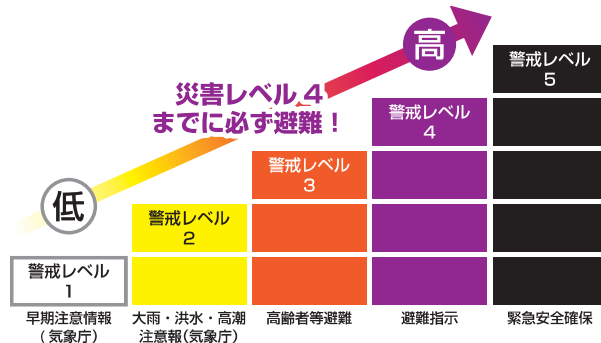 高
災害レベル4
までに必ず避難！
低
警戒レベル
1
警戒レベル
2
警戒レベル
3
警戒レベル
4
警戒レベル
5
早期注意情報
(気象庁)
大雨・洪水・高潮
注意報(気象庁)
高齢者等避難
避難指示
緊急安全確保